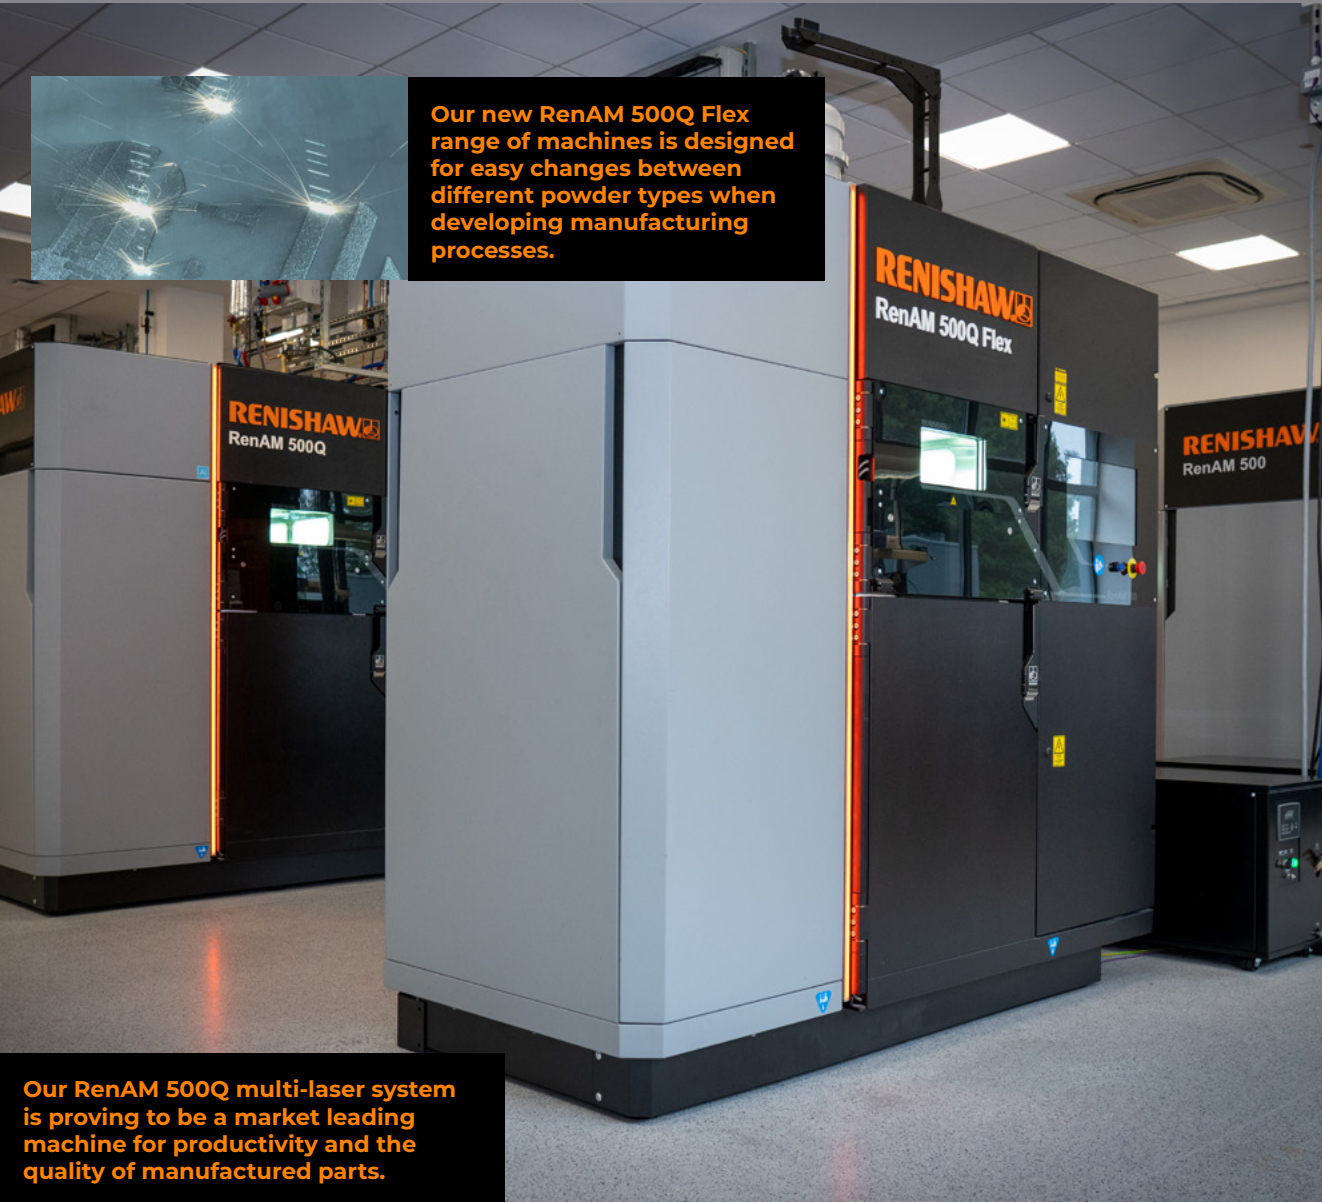 Our new RenAM 500Q Flex
range of machines is designed
for easy changes between
different powder types when
developing manufacturing
processes.
RENISHAW
RenAM 500Q Flex
RENISHAW
RenAM 500Q
RENISHAW
RenAM 500
Our RenAM 500Q multi-laser system
is proving to be a market leading
machine for productivity and the
quality of manufactured parts.